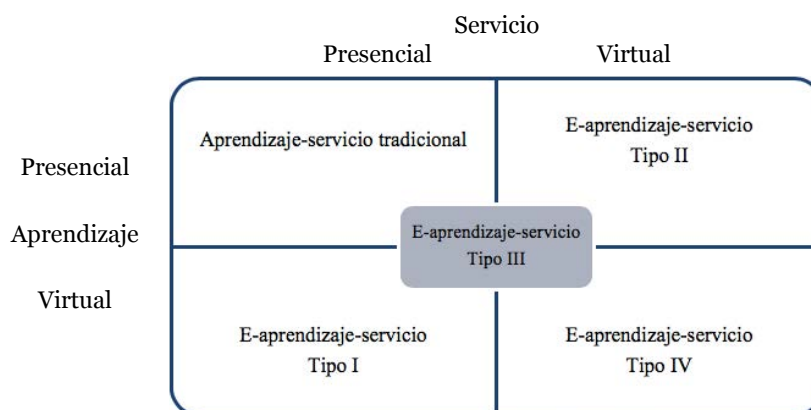 Servicio
Presencial
Virtual
Aprendizaje-servicio tradicional
E-aprendizaje-servicio
Tipo II
Presencial
Aprendizaje
E-aprendizaje-servicio
Tipo III
Virtual
E-aprendizaje-servicio
Tipo I
E-aprendizaje-servicio
Tipo IV